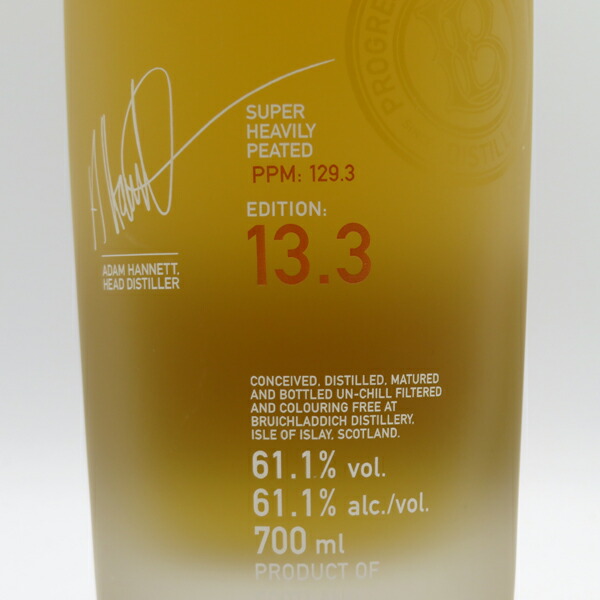 PROGRE
SUPER
HEAVILY
PEATED
PPM: 129.3
EDITION:
13.3
ADAM HANNETT.
HEAD DISTILLER
CONCEIVED, DISTILLED, MATURED
AND BOTTLED UN-CHILL FILTERED
AND COLOURING FREE AT
BRUICHLADDICH DISTILLERY,
ISLE OF ISLAY, SCOTLAND.
61.1% vol.
61.1% alc./vol.
700 ml
PRODUCT OF